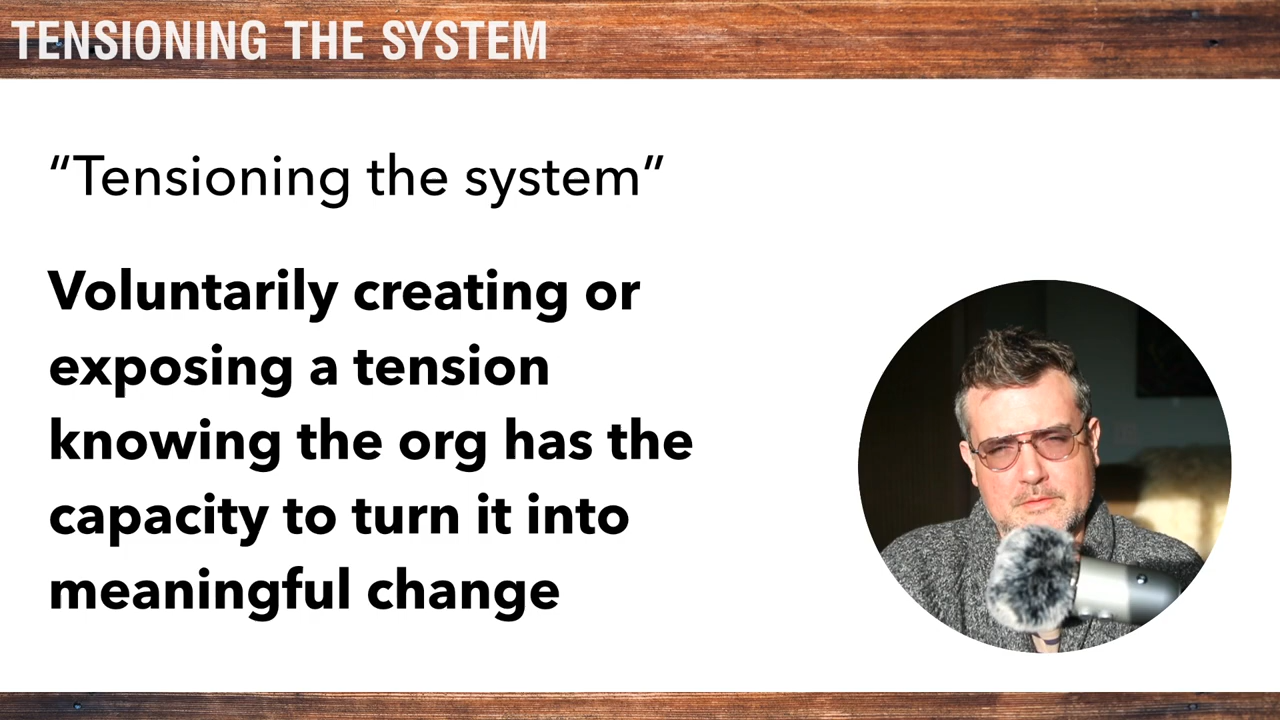 TENSIONING THE SYSTEM
“Tensioning the system”
Voluntarily creating or
exposing a tension
knowing the org has the
capacity to turn it into
meaningful change